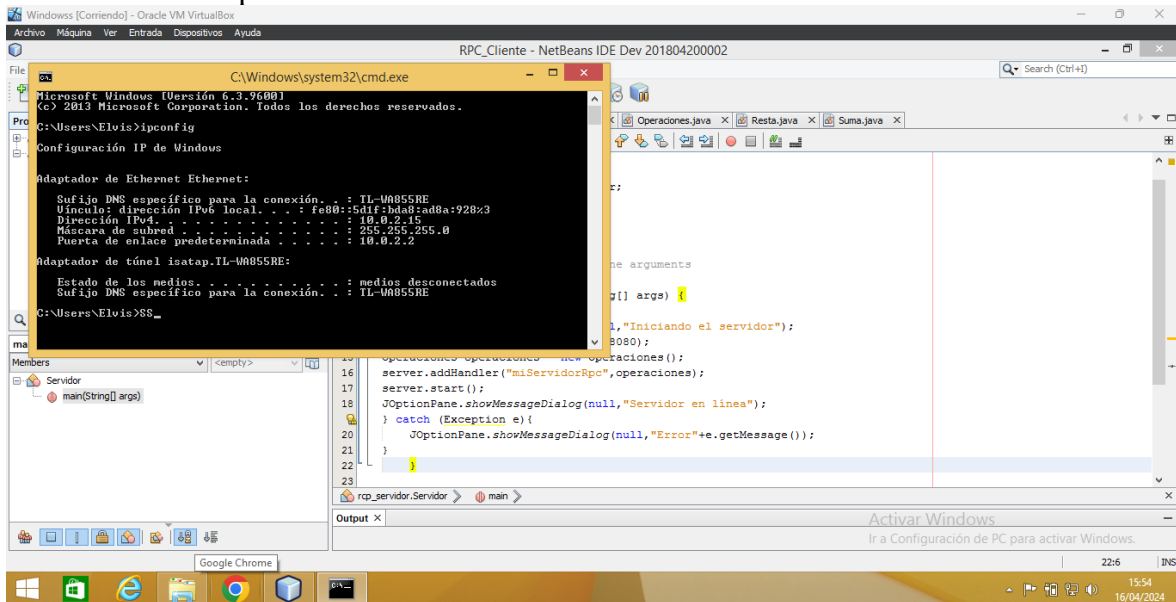 Windowss [Corriendo] - Oracle VM VirtualBox
Archivo Máquina Ver Entrada Dispositivos Ayuda
RPC_Cliente - NetBeans IDE Dev 201804200002
File
Search (Ctrl+I)
C:\Windows\system32\cmd.exe
Microsoft Windows [Versión 6.3.9600]
(c) 2013 Microsoft Corporation. Todos los derechos reservados.
C:\Users\Elvis>ipconfig
Configuración IP de Windows
Adaptador de Ethernet Ethernet:
Sufijo DNS específico para la conexión. . : TL-WA855RE
Vínculo: dirección IPv6 local. . . : fe80::5d1f:bda8:ad8a:928%3
Dirección IPv4. . . . . . . . . . . . . . : 10.0.2.15
Máscara de subred . . . . . . . . . . . . : 255.255.255.0
Puerta de enlace predeterminada . . . . . : 10.0.2.2
Adaptador de túnel isatap.TL-WA855RE:
Estado de los medios. . . . . . . . . . . : medios desconectados
Sufijo DNS específico para la conexión. . : TL-WA855RE
C:\Users\Elvis>SS_
Pro
Operaciones.java Resta.java Suma.java
r;
ne arguments
g[] args) {
l,"Iniciando el servidor");
8080);
15 Operaciones operaciones = new Operaciones();
16 server.addHandler("miServidorRpc",operaciones);
17 server.start();
18 JOptionPane.showMessageDialog(null,"Servidor en línea");
} catch (Exception e){
20 JOptionPane.showMessageDialog(null,"Error"+e.getMessage());
21 }
22 }
23
ma
Members <empty>
Servidor
main(String[] args)
rcp_servidor.Servidor main
Output
Activar Windows
Ir a Configuración de PC para activar Windows.
Google Chrome
22:6 INS
15:54
16/04/2024